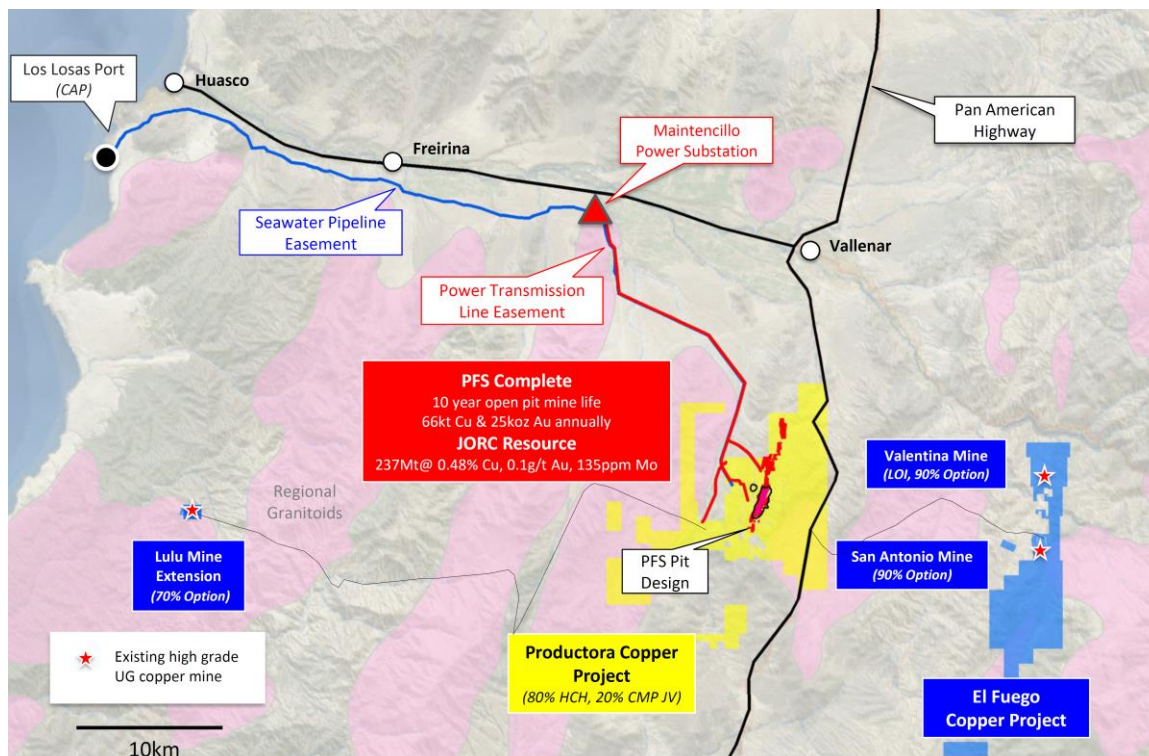 Los Losas Port
(CAP)
Huasco
Freirina
Maintencillo
Power Substation
Pan American
Highway
Seawater Pipeline
Easement
Vallenar
Power Transmission
Line Easement
PFS Complete
10 year open pit mine life
66kt Cu & 25koz Au annually
JORC Resource
237Mt@ 0.48% Cu, 0.1g/t Au, 135ppm Mo
Valentina Mine
(LOI, 90% Option)
Regional
Granitoids
Lulu Mine
Extension
(70% Option)
PFS Pit
Design
San Antonio Mine
(90% Option)
Existing high grade
UG copper mine
Productora Copper
Project
(80% HCH, 20% CMP JV)
El Fuego
Copper Project
10km